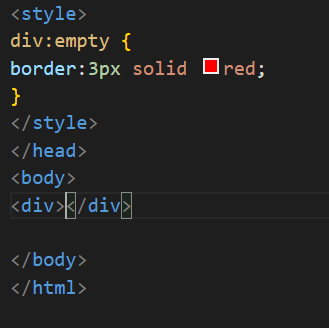 <style>
div:empty {
border:3px solid red;
}
</style>
</head>
<body>
<div></div>
</body>
</html>